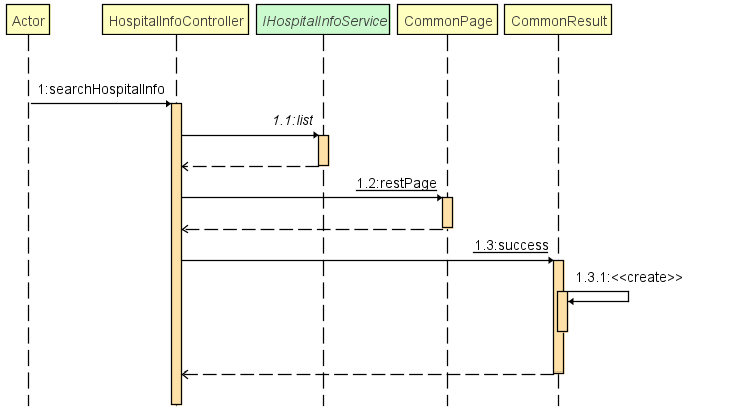 Actor
HospitalInfoController
IHospitalInfoService
CommonPage
CommonResult
1:searchHospitalInfo
1.1:list
1.2:restPage
1.3:success
1.3.1:<<create>>